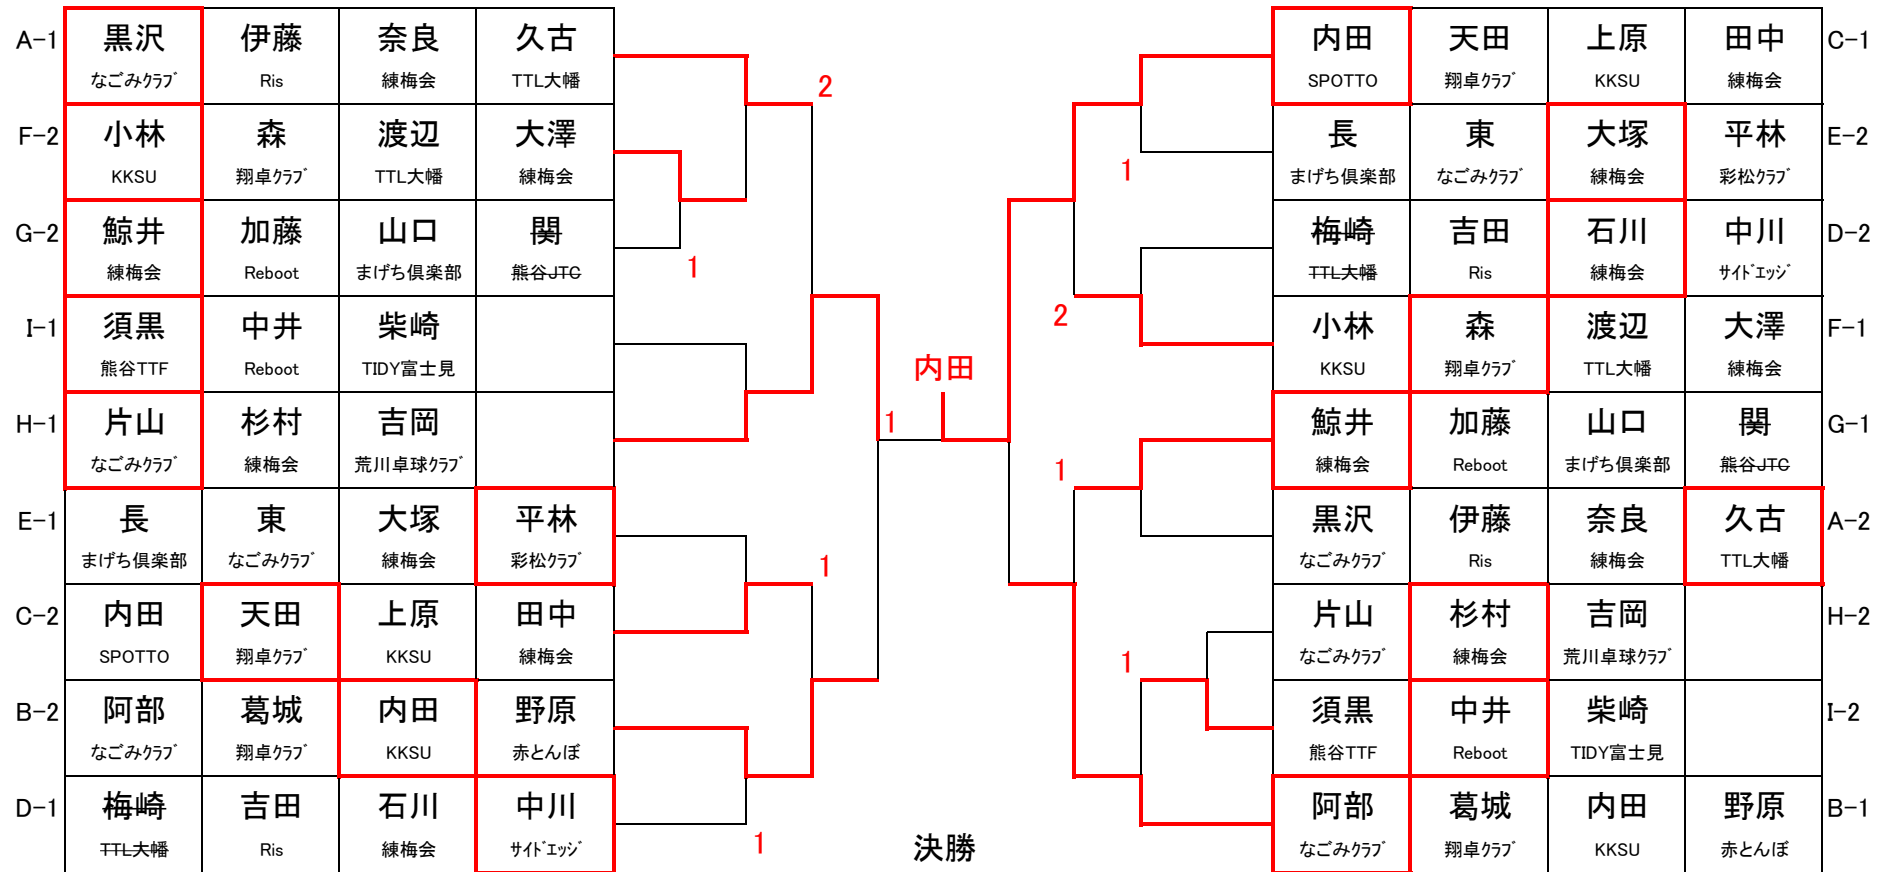 A-1 黒沢 伊藤 奈良 久古
なごみクラブ Ris 練梅会 TTL大幡
F-2 小林 森 渡辺 大澤
KKSU 翔卓クラブ TTL大幡 練梅会
G-2 鯨井 加藤 山口 関
練梅会 Reboot まげち倶楽部 熊谷JTC
I-1 須黒 中井 柴崎
熊谷TTF Reboot TIDY富士見
H-1 片山 杉村 吉岡
なごみクラブ 練梅会 荒川卓球クラブ
E-1 長 東 大塚 平林
まげち倶楽部 なごみクラブ 練梅会 彩松クラブ
C-2 内田 天田 上原 田中
SPOTTO 翔卓クラブ KKSU 練梅会
B-2 阿部 葛城 内田 野原
なごみクラブ 翔卓クラブ KKSU 赤とんぼ
D-1 梅崎 吉田 石川 中川
TTL大幡 Ris 練梅会 サイドエッジ
2
1
1
1
1
内田
決勝
1
2
1
1
内田 天田 上原 田中 C-1
SPOTTO 翔卓クラブ KKSU 練梅会
長 東 大塚 平林 E-2
まげち倶楽部 なごみクラブ 練梅会 彩松クラブ
梅崎 吉田 石川 中川 D-2
TTL大幡 Ris 練梅会 サイドエッジ
小林 森 渡辺 大澤 F-1
KKSU 翔卓クラブ TTL大幡 練梅会
鯨井 加藤 山口 関 G-1
練梅会 Reboot まげち倶楽部 熊谷JTC
黒沢 伊藤 奈良 久古 A-2
なごみクラブ Ris 練梅会 TTL大幡
片山 杉村 吉岡 H-2
なごみクラブ 練梅会 荒川卓球クラブ
須黒 中井 柴崎 I-2
熊谷TTF Reboot TIDY富士見
阿部 葛城 内田 野原 B-1
なごみクラブ 翔卓クラブ KKSU 赤とんぼ